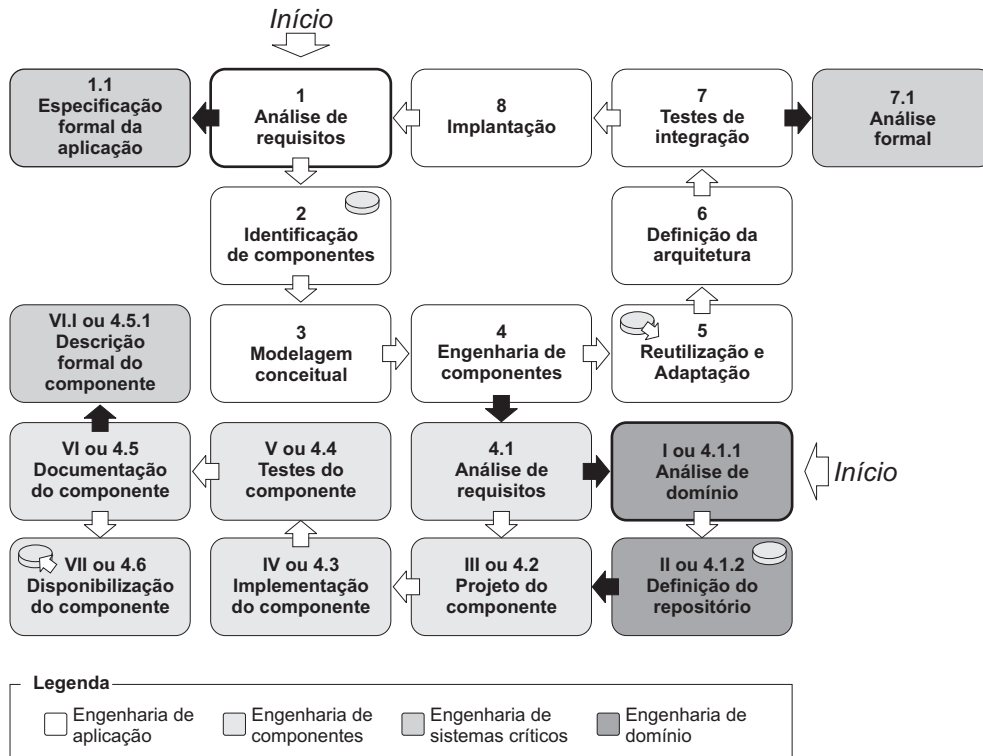 Início
1.1
Especificação
formal da
aplicação
1
Análise de
requisitos
8
Implantação
7
Testes de
integração
7.1
Análise
formal
2
Identificação
de componentes
6
Definição da
arquitetura
VI.I ou 4.5.1
Descrição
formal do
componente
3
Modelagem
conceitual
4
Engenharia de
componentes
5
Reutilização e
Adaptação
VI ou 4.5
Documentação
do componente
V ou 4.4
Testes do
componente
4.1
Análise de
requisitos
I ou 4.1.1
Análise de
domínio
Início
VII ou 4.6
Disponibilização
do componente
IV ou 4.3
Implementação
do componente
III ou 4.2
Projeto do
componente
II ou 4.1.2
Definição do
repositório
Legenda
Engenharia de
aplicação
Engenharia de
componentes
Engenharia de
sistemas críticos
Engenharia de
domínio